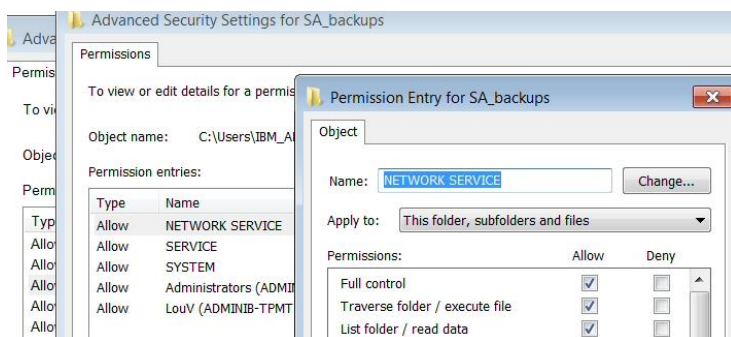 Advanced Security Settings for SA_backups
Adva
Permissions
Permis
To view or edit details for a permis
To vi
Object name: C:\Users\IBM_A
Objec
Permission entries:
Perm
Type Name
Typ
Allow NETWORK SERVICE
Allo
Allow SERVICE
Allo
Allow SYSTEM
Allo
Allow Administrators (ADMI
Allo
Allow LouV (ADMINIB-TPMT
Allo
Permission Entry for SA_backups
Object
Name: NETWORK SERVICE Change...
Apply to: This folder, subfolders and files
Permissions: Allow Deny
Full control
Traverse folder / execute file
List folder / read data